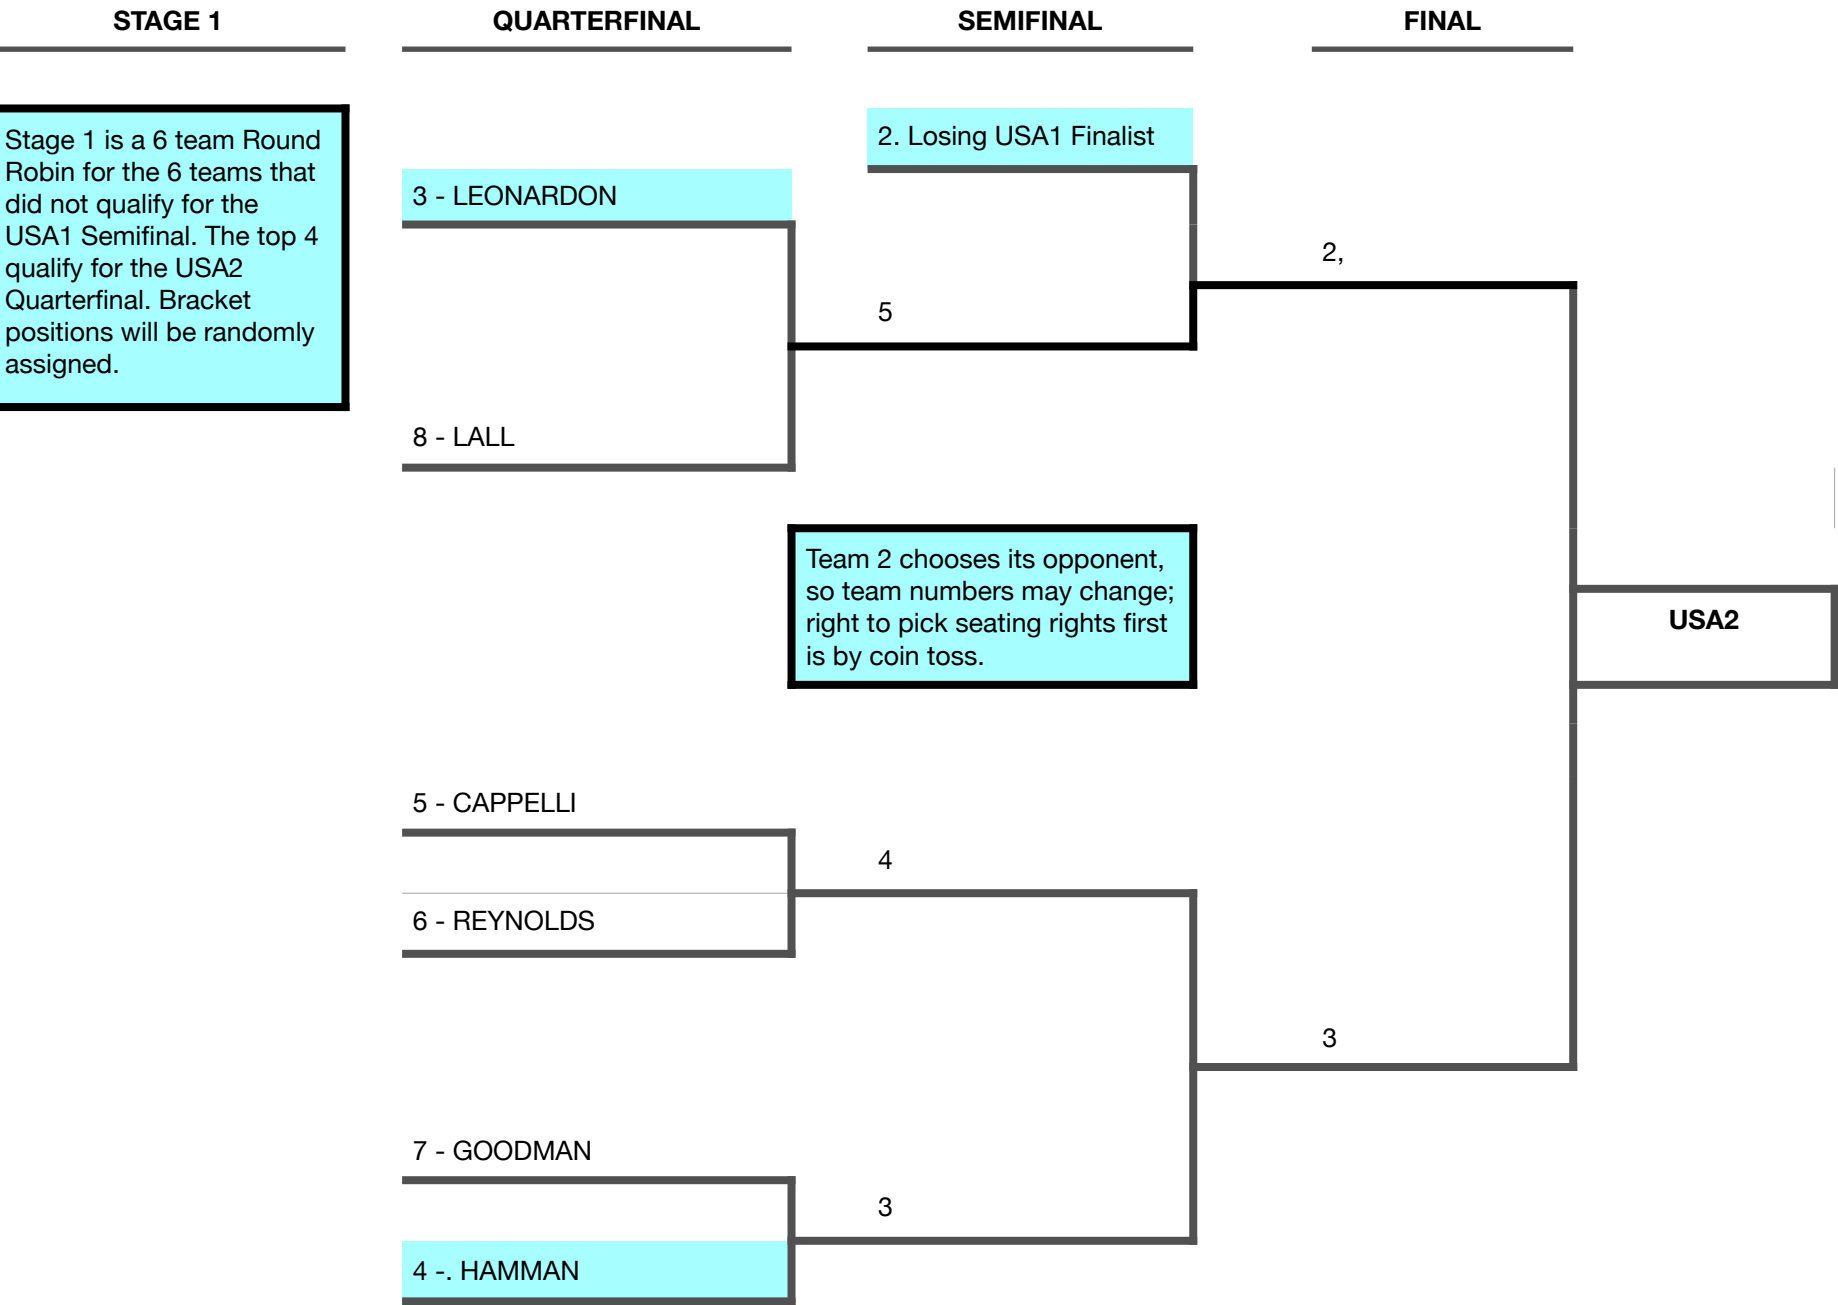 STAGE 1
QUARTERFINAL
SEMIFINAL
FINAL
Stage 1 is a 6 team Round
Robin for the 6 teams that
did not qualify for the
USA1 Semifinal. The top 4
qualify for the USA2
Quarterfinal. Bracket
positions will be randomly
assigned.
3 - LEONARDON
8 - LALL
5 - CAPPELLI
6 - REYNOLDS
7 - GOODMAN
4 -. HAMMAN
2. Losing USA1 Finalist
5
Team 2 chooses its opponent,
so team numbers may change;
right to pick seating rights first
is by coin toss.
4
3
2,
3
USA2